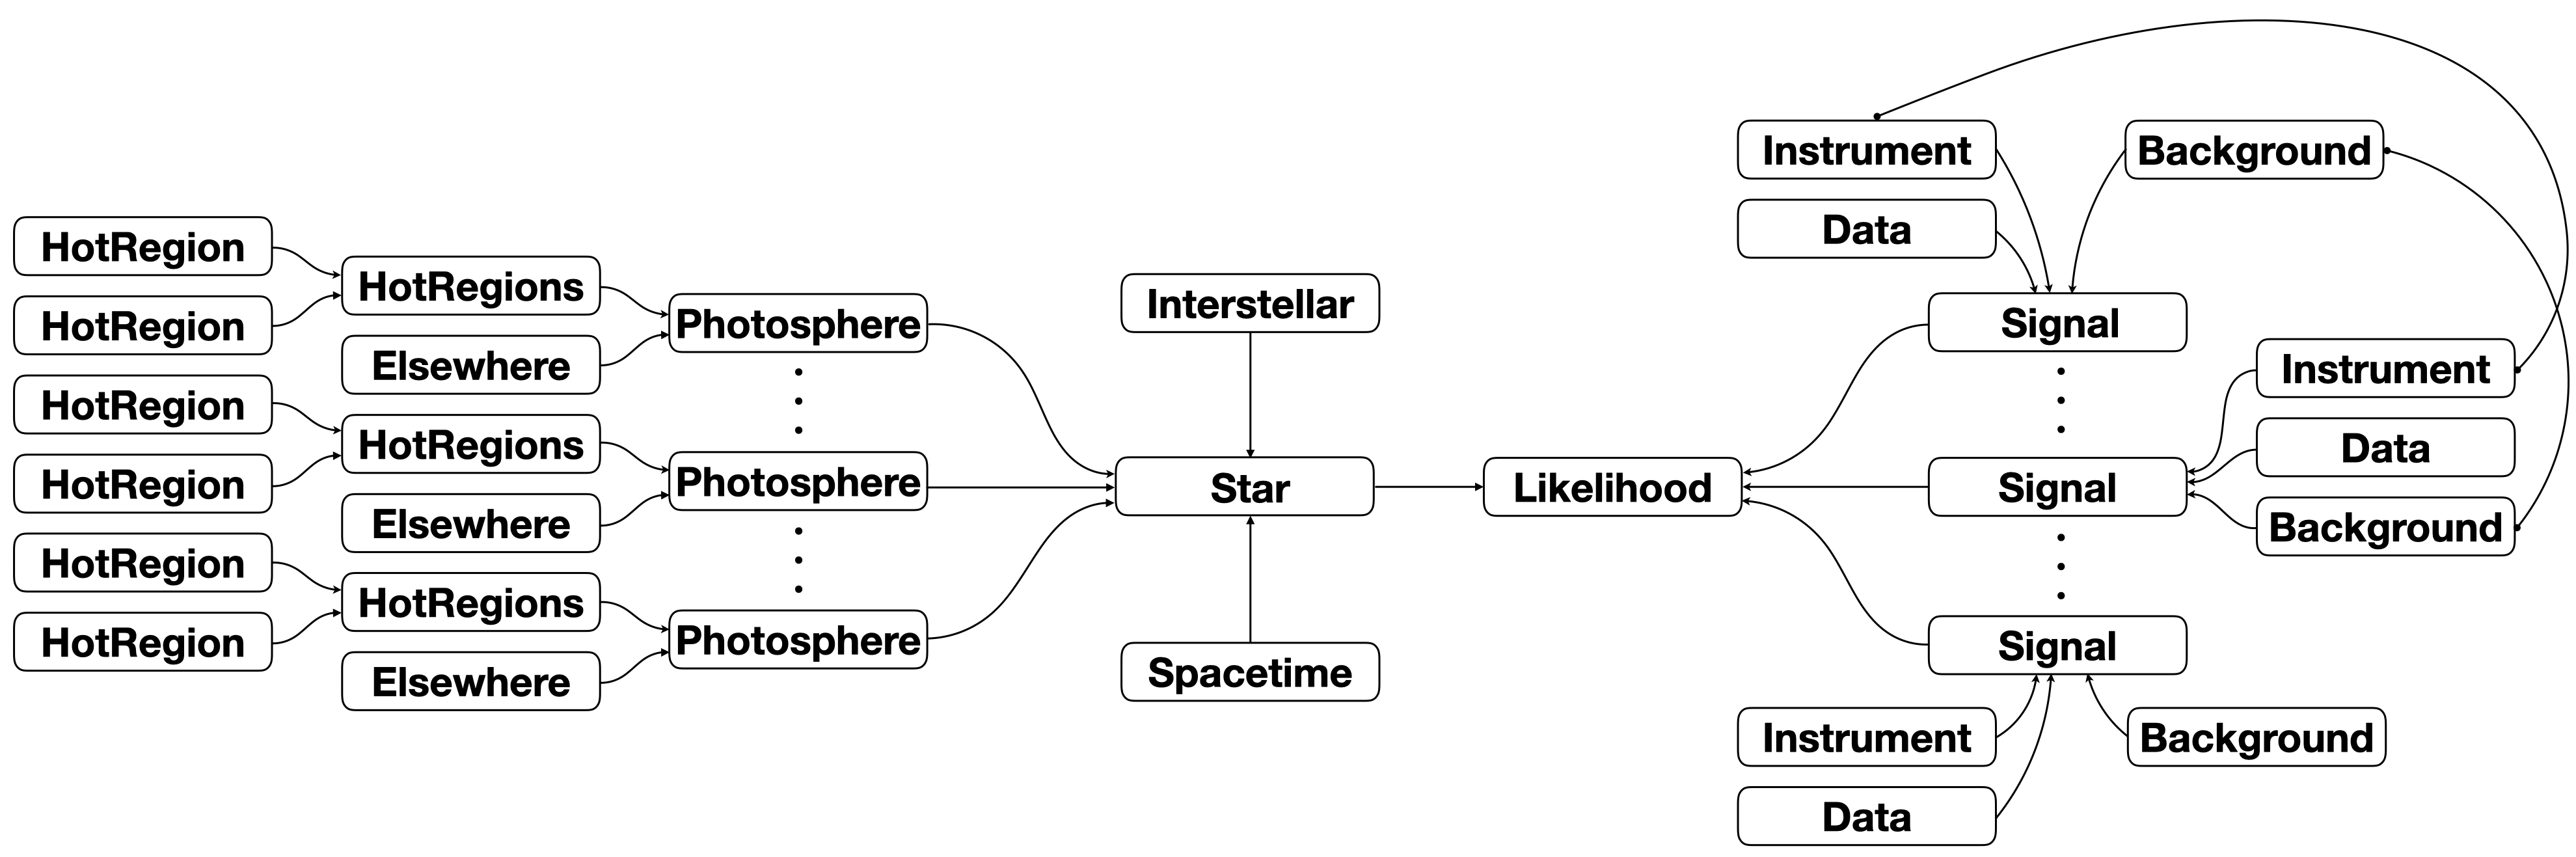 HotRegion
HotRegion
HotRegion
HotRegion
HotRegion
HotRegion
HotRegions
Elsewhere
HotRegions
Elsewhere
HotRegions
Elsewhere
Photosphere
Photosphere
Photosphere
Interstellar
Star
Spacetime
Likelihood
Instrument
Data
Background
Signal
Instrument
Data
Background
Signal
Signal
Instrument
Data
Background